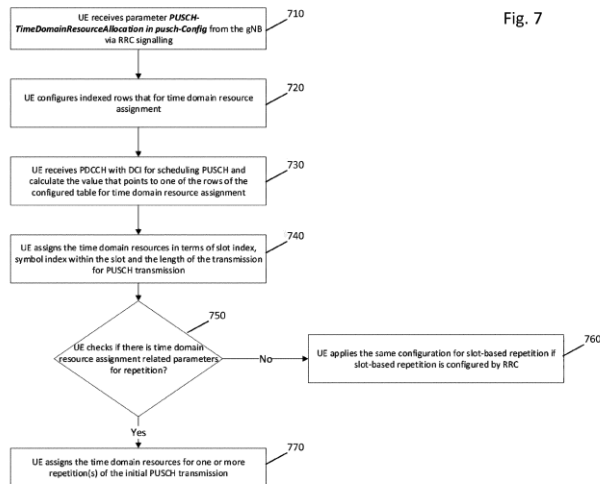 Fig. 7
710
UE receives parameter PUSCH-
TimeDomainResourceAllocation in pusch-Config from the gNB
via RRC signalling
720
UE configures indexed rows that for time domain resource
assignment
730
UE receives PDCCH with DCI for scheduling PUSCH and
calculate the value that points to one of the rows of the
configured table for time domain resource assignment
740
UE assigns the time domain resources in terms of slot index,
symbol index within the slot and the length of the transmission
for PUSCH transmission
750
UE checks if there is time domain
resource assignment related parameters
for repetition?
No
760
UE applies the same configuration for slot-based repetition if
slot-based repetition is configured by RRC
Yes
770
UE assigns the time domain resources for one or more
repetition(s) of the initial PUSCH transmission